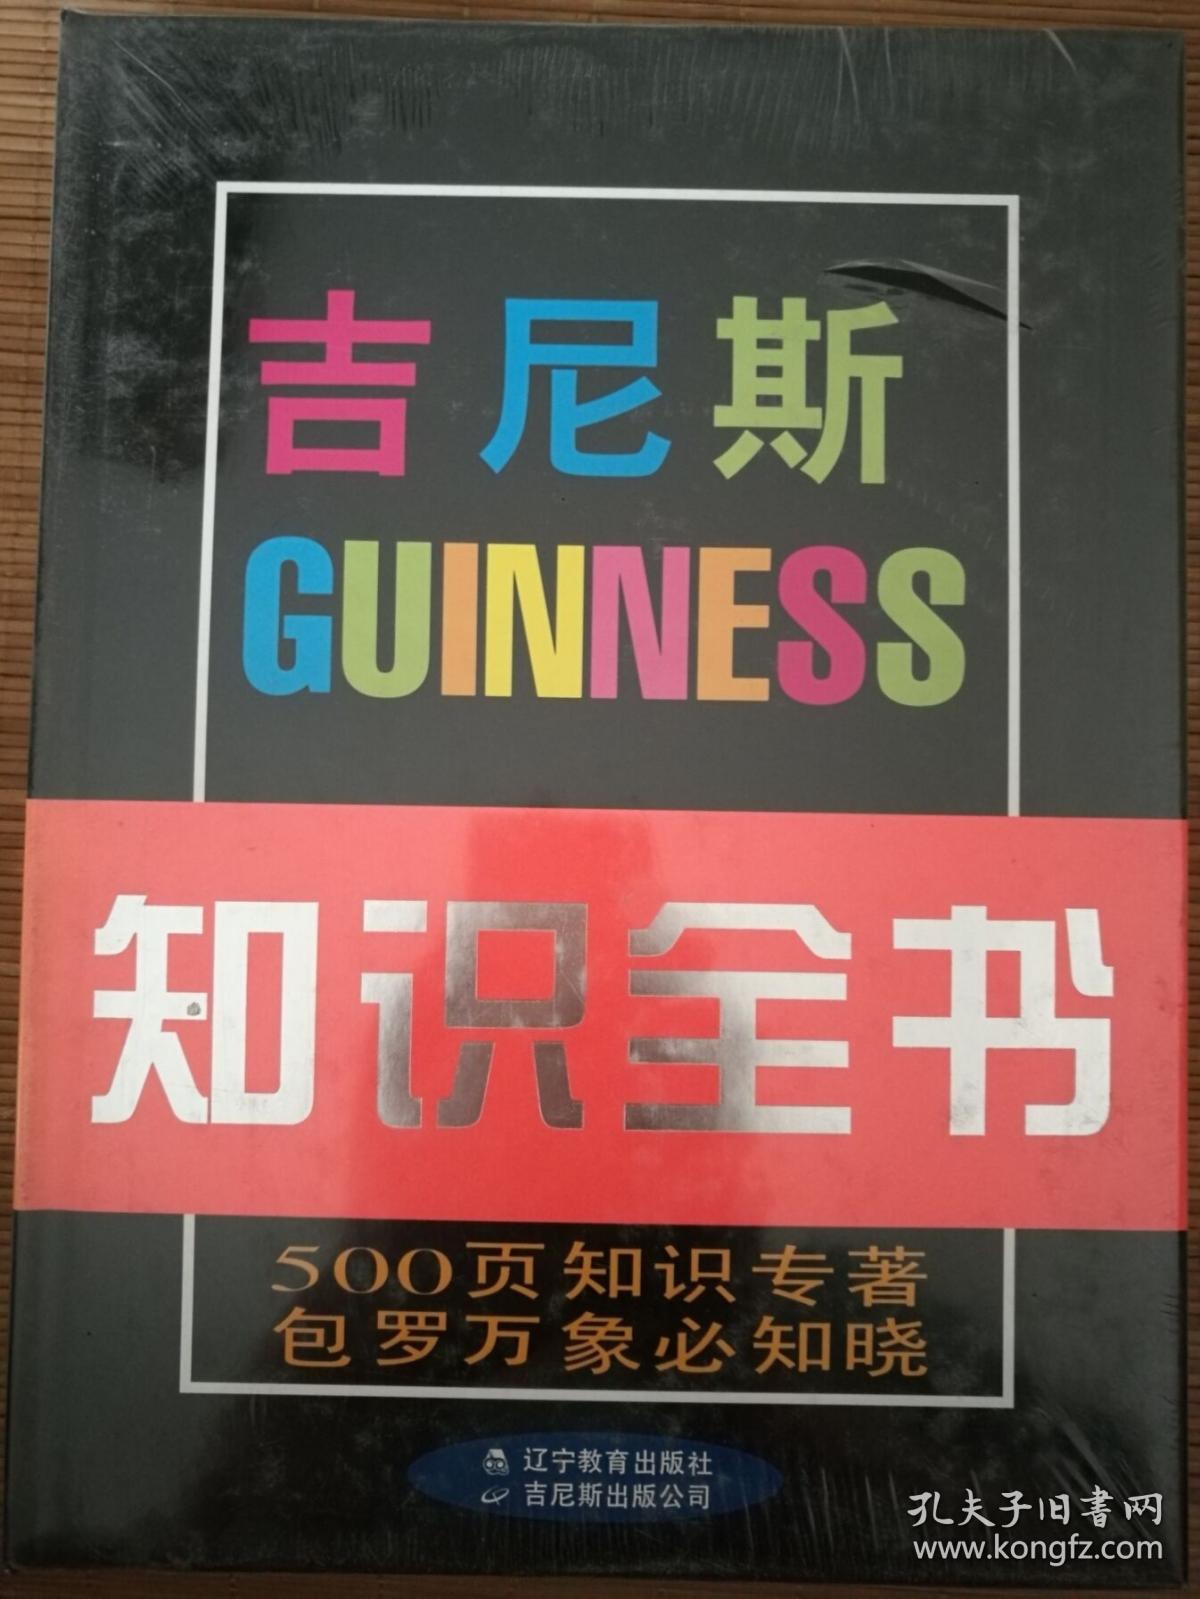 吉尼斯
GUINNESS
知识全书
500页知识专著
包罗万象必知晓
辽宁教育出版社
吉尼斯出版公司
孔夫子旧書网
www.kongfz.com